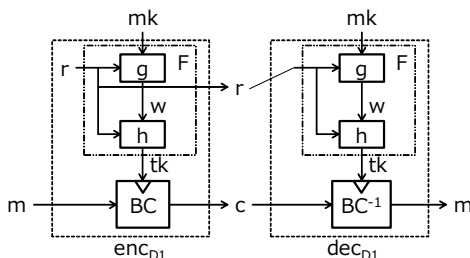 mk mk
r g F r g F
w w
h h
tk tk
m BC c BC-1 m
encD1 decD1